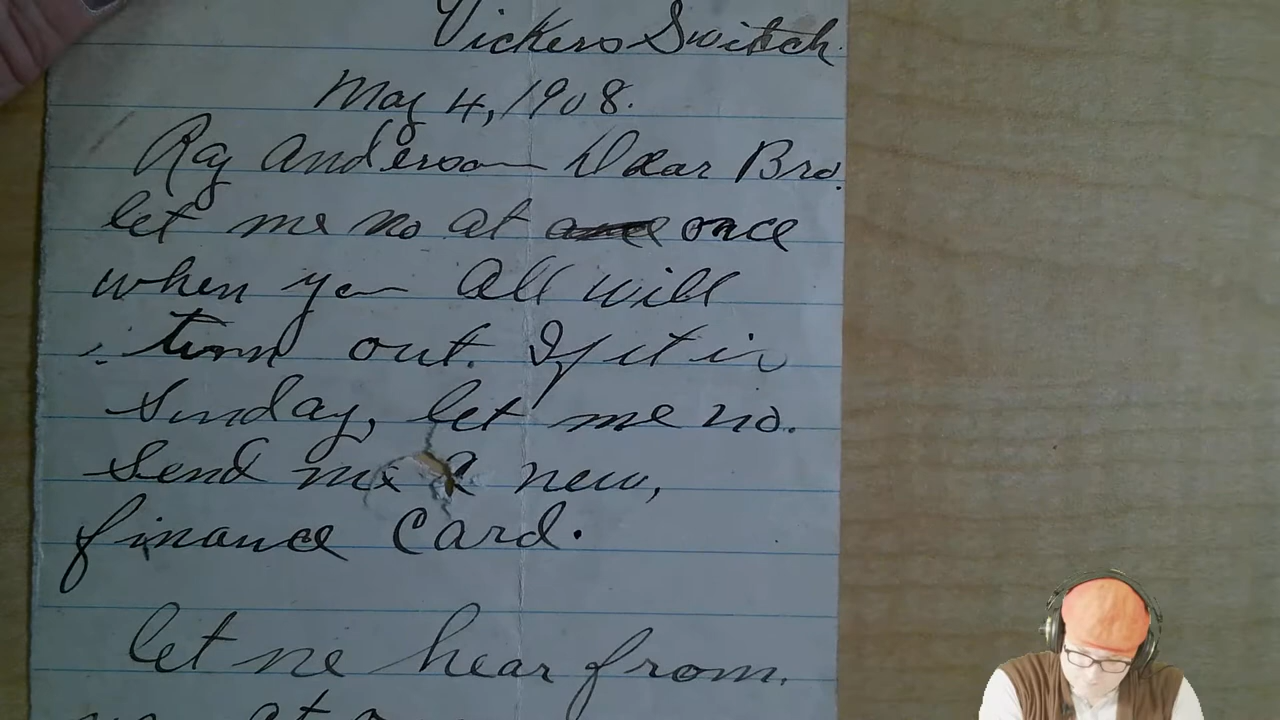 Vickers Switch.
May 4, 1908.
Ray Anderson Dear Bro.
let me no at once
when you all will
turn out. If it is
Sunday, let me no.
Send me a new,
finance Card.
let me hear from.
at